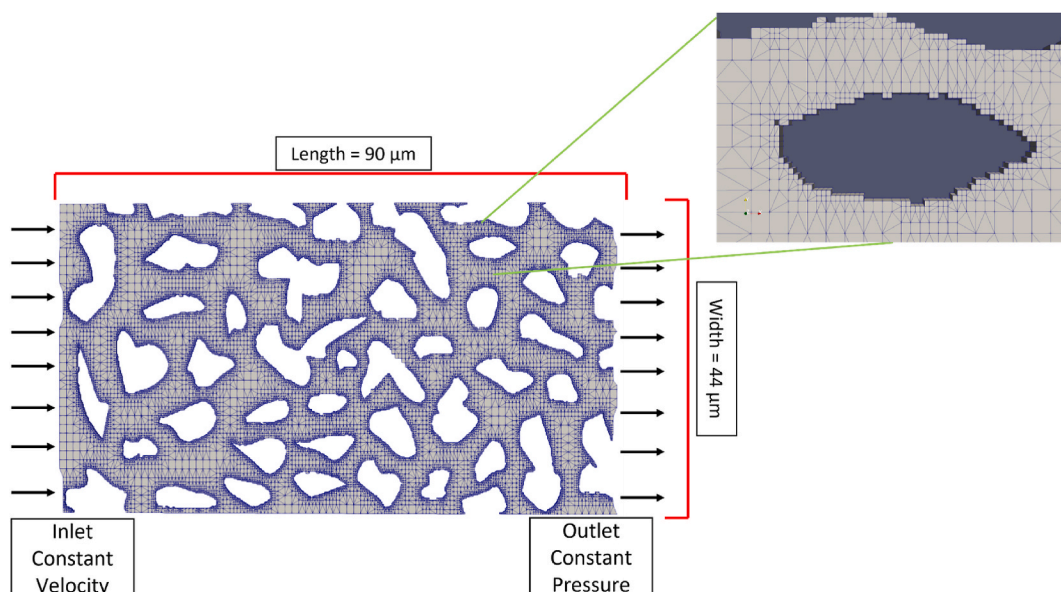 Length = 90 µm
Width = 44 µm
Inlet
Constant
Velocity
Outlet
Constant
Pressure